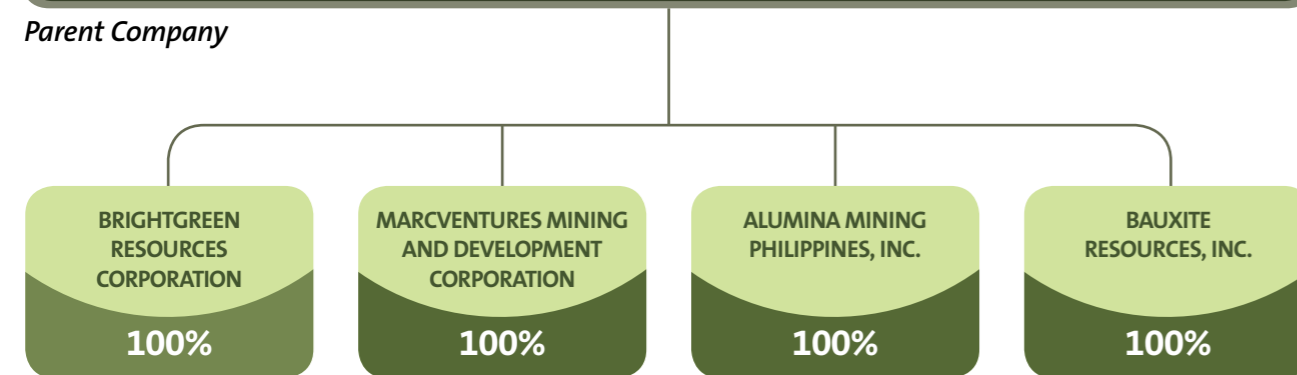 Parent Company
BRIGHTGREEN
RESOURCES
CORPORATION
100%
MARCVENTURES MINING
AND DEVELOPMENT
CORPORATION
100%
ALUMINA MINING
PHILIPPINES, INC.
100%
BAUXITE
RESOURCES, INC.
100%